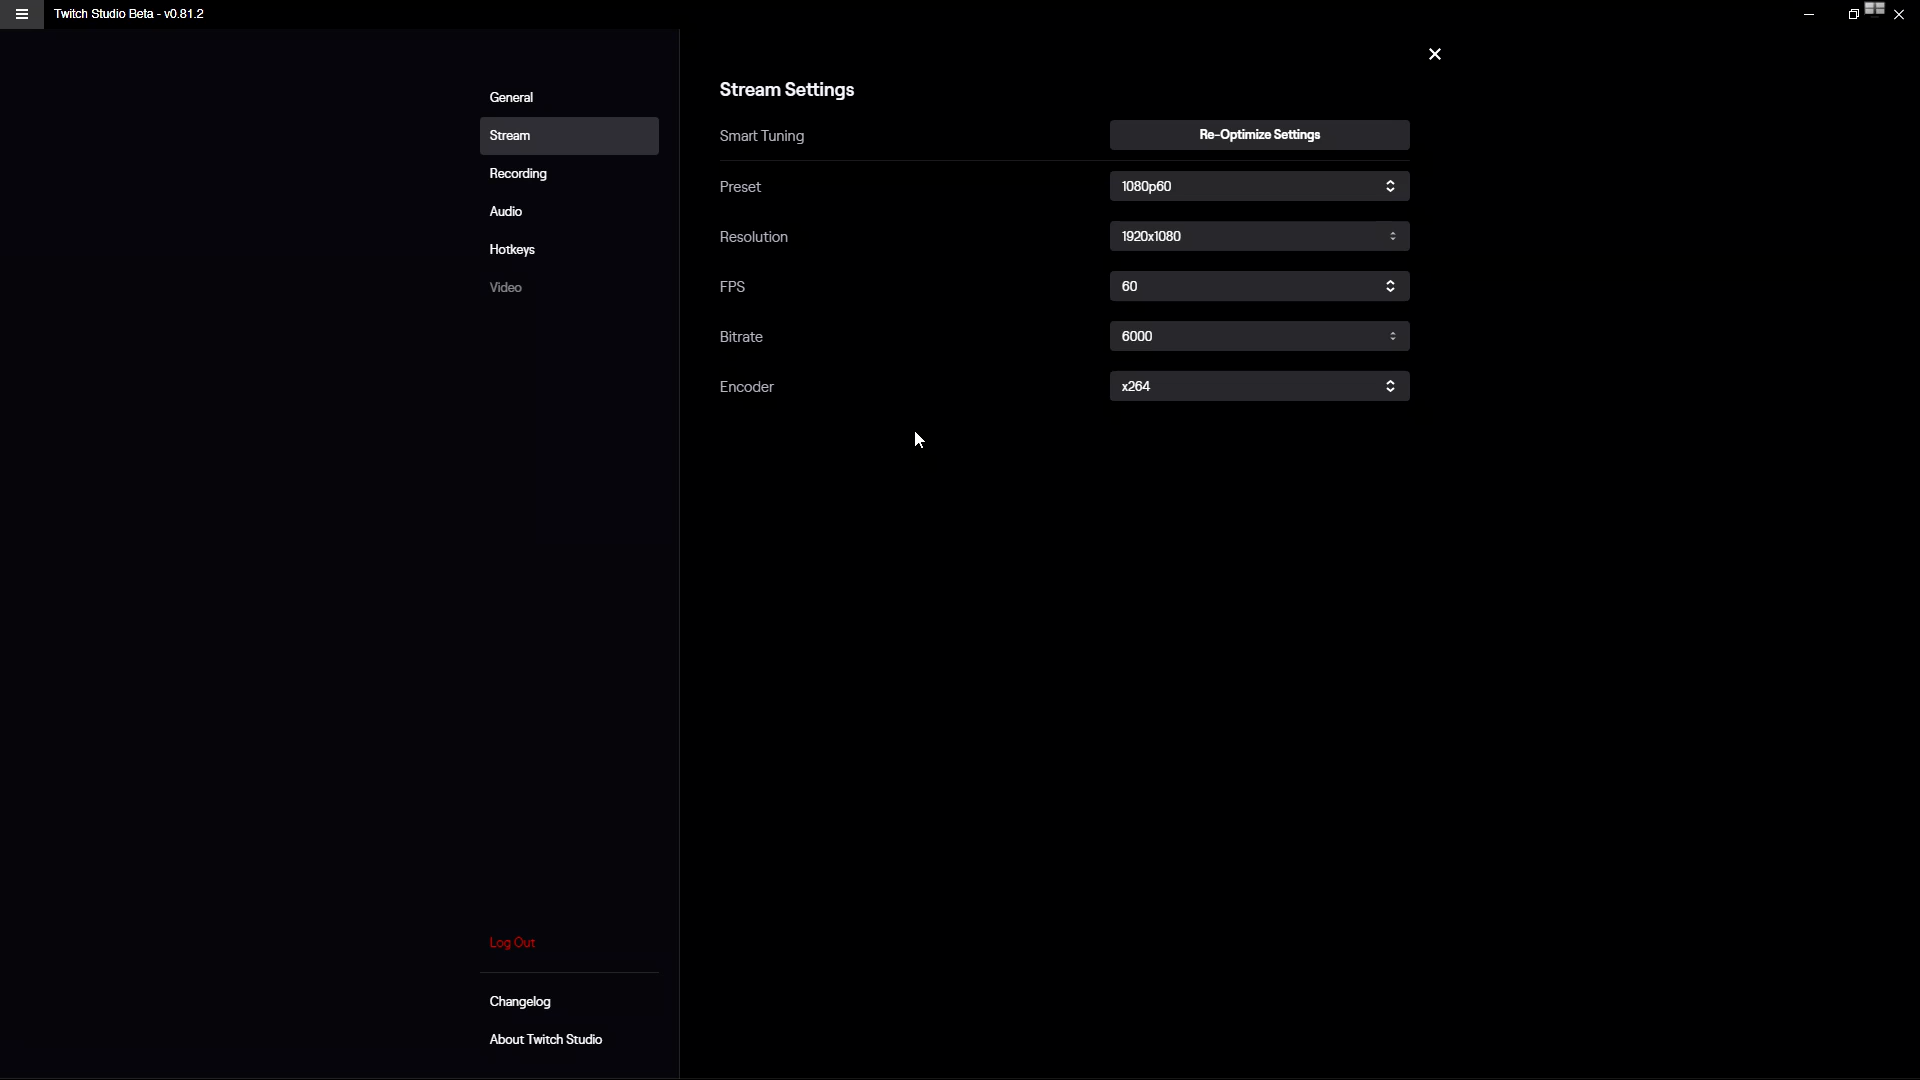 Twitch Studio Beta - v0.81.2
General
Stream
Recording
Audio
Hotkeys
Video
Log Out
Changelog
About Twitch Studio
Stream Settings
Smart Tuning
Re-Optimize Settings
Preset
1080p60
Resolution
1920x1080
FPS
60
Bitrate
6000
Encoder
x264